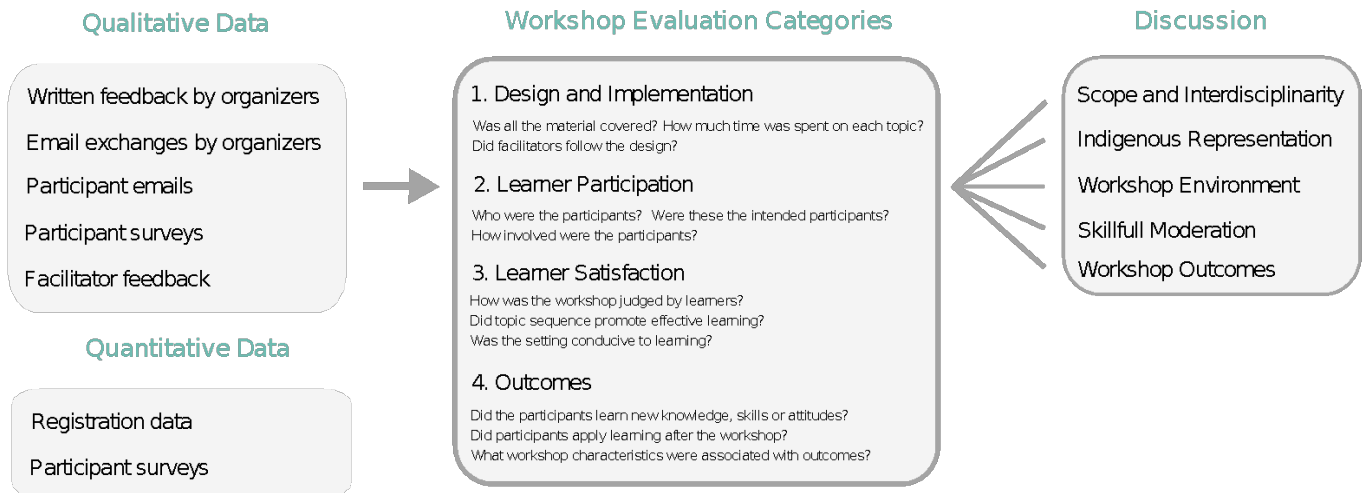 Qualitative Data
Written feedback by organizers
Email exchanges by organizers
Participant emails
Participant surveys
Facilitator feedback
Quantitative Data
Registration data
Participant surveys
Workshop Evaluation Categories
1. Design and Implementation
Was all the material covered? How much time was spent on each topic?
Did facilitators follow the design?
2. Learner Participation
Who were the participants? Were these the intended participants?
How involved were the participants?
3. Learner Satisfaction
How was the workshop judged by learners?
Did topic sequence promote effective learning?
Was the setting conducive to learning?
4. Outcomes
Did the participants learn new knowledge, skills or attitudes?
Did participants apply learning after the workshop?
What workshop characteristics were associated with outcomes?
Discussion
Scope and Interdisciplinarity
Indigenous Representation
Workshop Environment
Skillfull Moderation
Workshop Outcomes